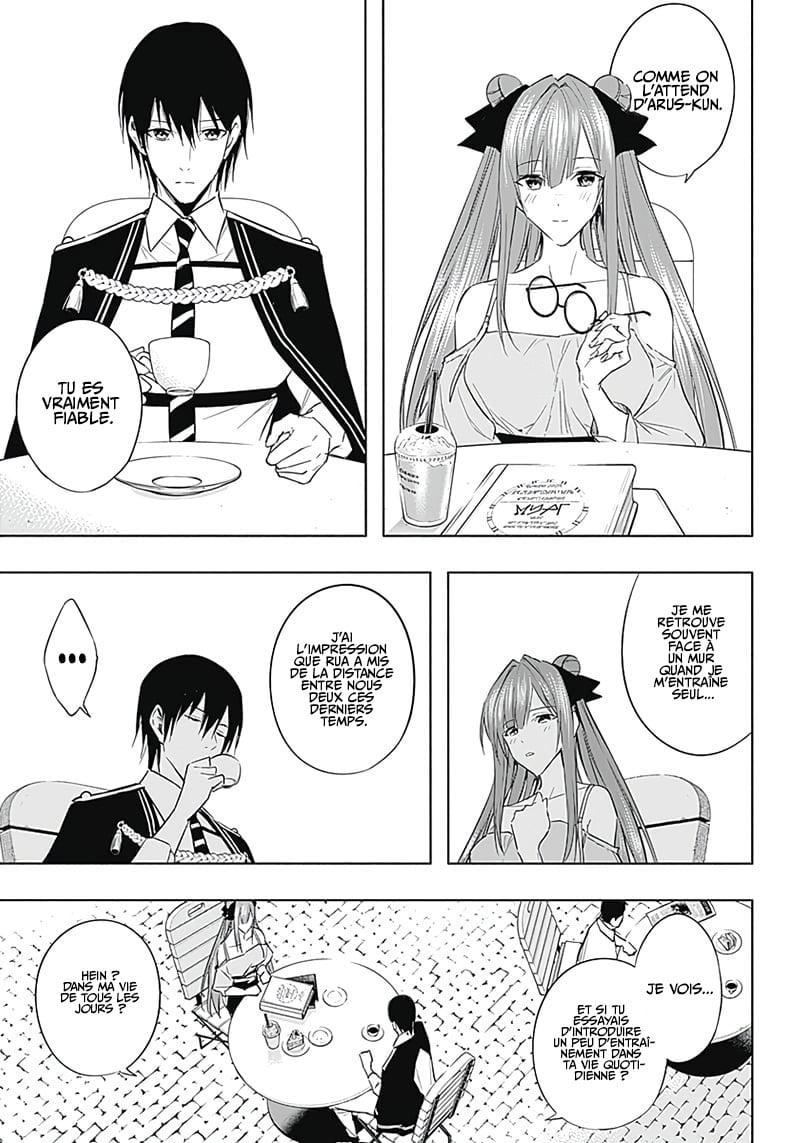 COMME ON
L'ATTEND
D'ARUS-KUN.
TU ES
VRAIMENT
FIABLE.
JE ME
RETROUVE
SOUVENT
FACE À
UN MUR
QUAND JE
M'ENTRAÎNE
SEUL...
J'AI
L'IMPRESSION
QUE RUA A MIS
DE LA DISTANCE
ENTRE NOUS
DEUX CES
DERNIERS
TEMPS.
...
JE VOIS...
ET SI TU
ESSAYAIS
D'INTRODUIRE
UN PEU D'ENTRAÎ-
NEMENT DANS
TA VIE QUOTI-
DIENNE ?
HEIN ?
DANS MA VIE
DE TOUS LES
JOURS ?